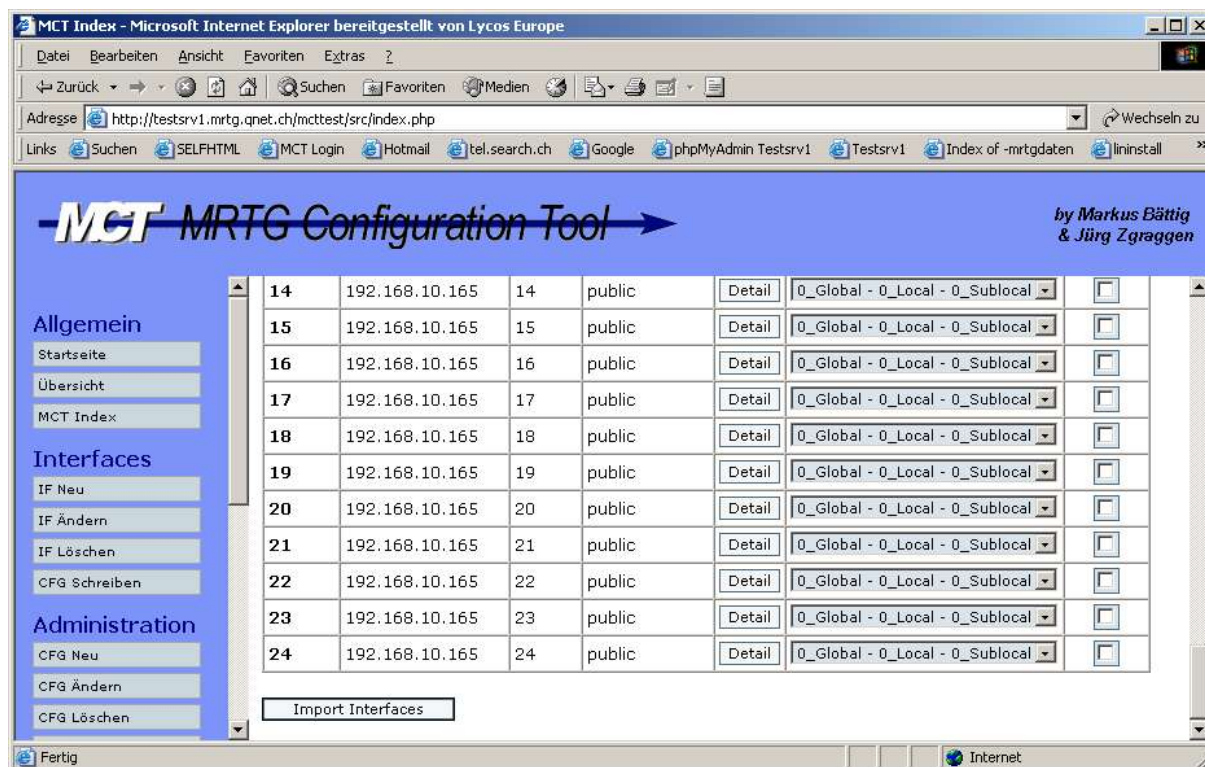 MCT Index - Microsoft Internet Explorer bereitgestellt von Lycos Europe
Datei Bearbeiten Ansicht Favoriten Extras ?
Zurück Suchen Favoriten Medien
Adresse http://testsrv1.mrtg.qnet.ch/mcttest/src/index.php Wechseln zu
Links Suchen SELFHTML MCT Login Hotmail tel.search.ch Google phpMyAdmin Testsrv1 Testsrv1 Index of -mrtgdaten lininstall »
MCT MRTG Configuration Tool
by Markus Bättig
& Jürg Zgraggen
Allgemein
Startseite
Übersicht
MCT Index
Interfaces
IF Neu
IF Ändern
IF Löschen
CFG Schreiben
Administration
CFG Neu
CFG Ändern
CFG Löschen
14 192.168.10.165 14 public Detail 0_Global - 0_Local - 0_Sublocal
15 192.168.10.165 15 public Detail 0_Global - 0_Local - 0_Sublocal
16 192.168.10.165 16 public Detail 0_Global - 0_Local - 0_Sublocal
17 192.168.10.165 17 public Detail 0_Global - 0_Local - 0_Sublocal
18 192.168.10.165 18 public Detail 0_Global - 0_Local - 0_Sublocal
19 192.168.10.165 19 public Detail 0_Global - 0_Local - 0_Sublocal
20 192.168.10.165 20 public Detail 0_Global - 0_Local - 0_Sublocal
21 192.168.10.165 21 public Detail 0_Global - 0_Local - 0_Sublocal
22 192.168.10.165 22 public Detail 0_Global - 0_Local - 0_Sublocal
23 192.168.10.165 23 public Detail 0_Global - 0_Local - 0_Sublocal
24 192.168.10.165 24 public Detail 0_Global - 0_Local - 0_Sublocal
Import Interfaces
Fertig Internet